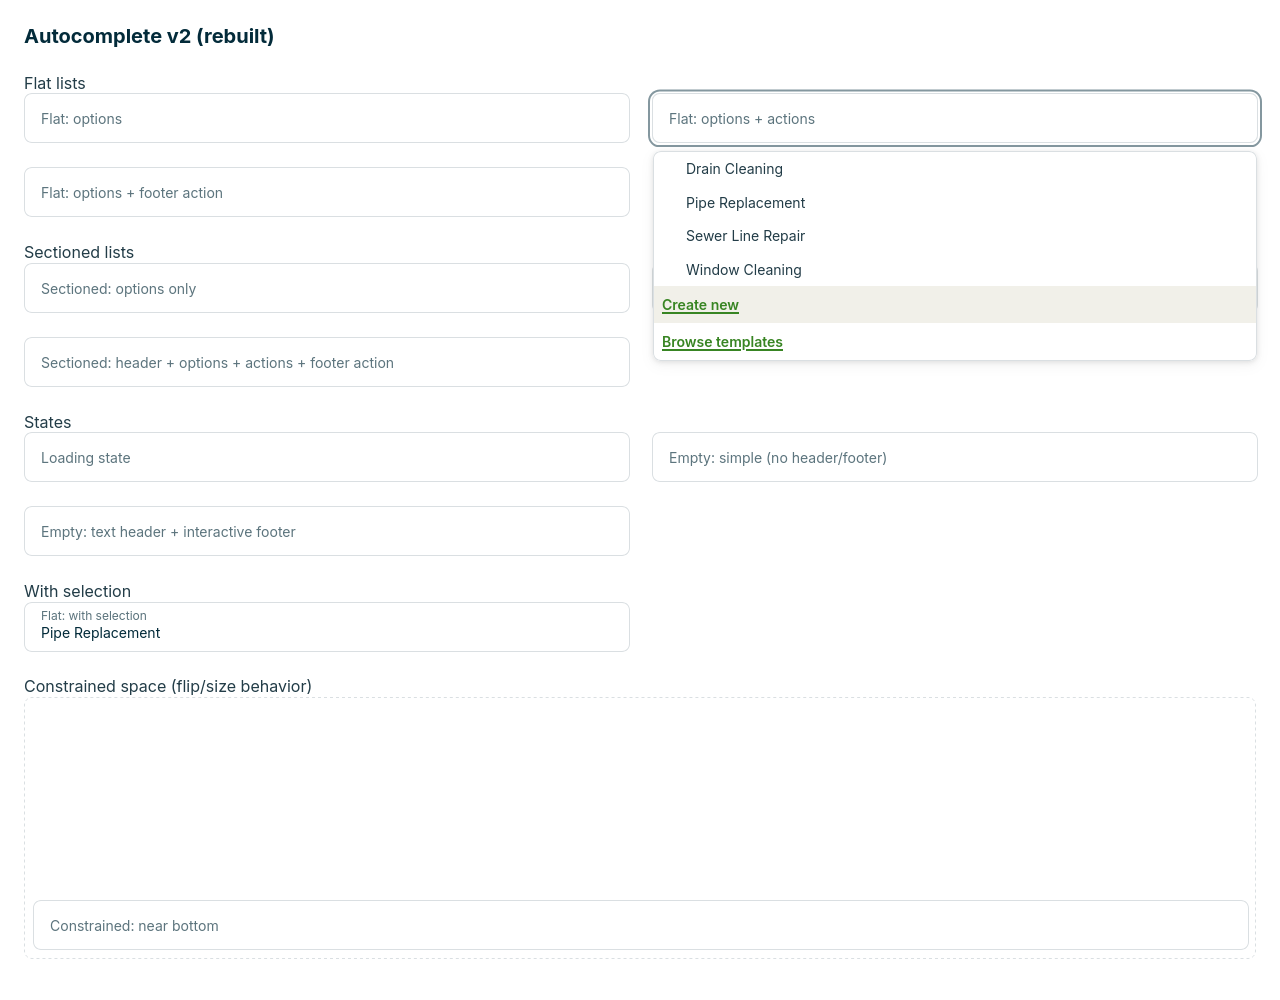 Autocomplete v2 (rebuilt)
Flat lists
Flat: options
Flat: options + actions
Drain Cleaning
Pipe Replacement
Sewer Line Repair
Window Cleaning
Create new
Browse templates
Flat: options + footer action
Sectioned lists
Sectioned: options only
Sectioned: header + options + actions + footer action
States
Loading state
Empty: simple (no header/footer)
Empty: text header + interactive footer
With selection
Flat: with selection
Pipe Replacement
Constrained space (flip/size behavior)
Constrained: near bottom